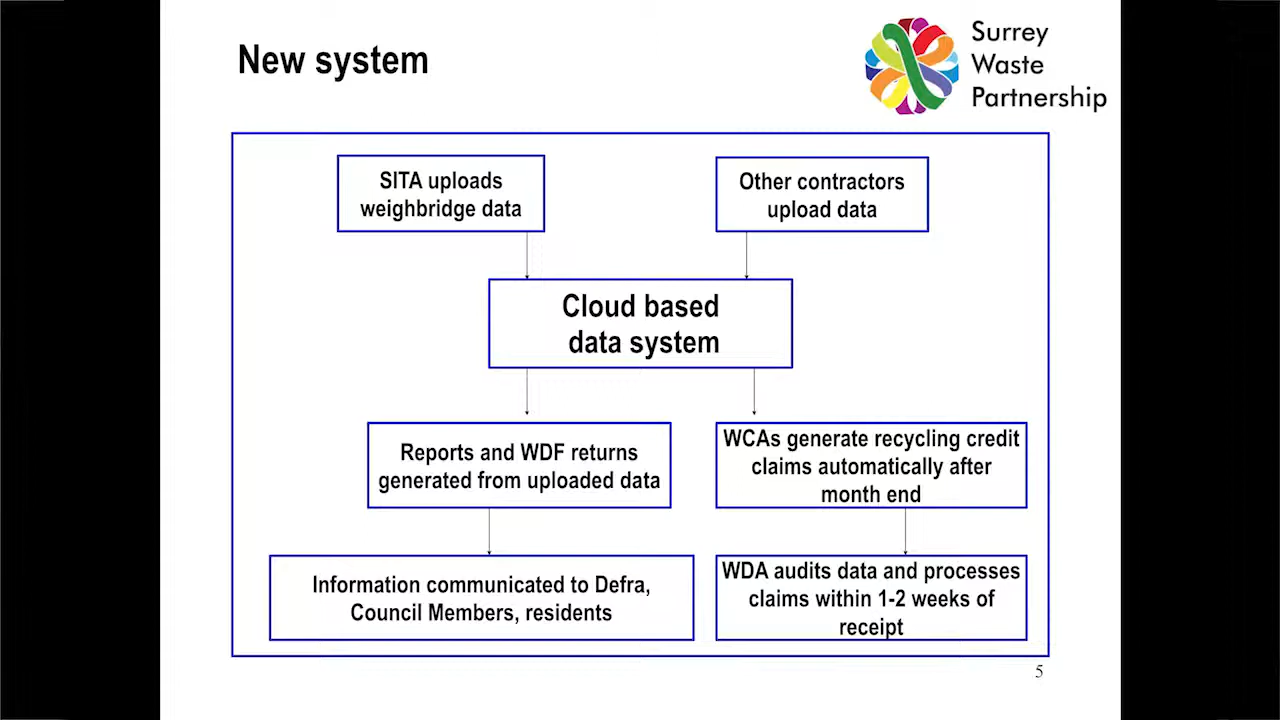 New system
Surrey
Waste
Partnership
SITA uploads
weighbridge data
Other contractors
upload data
Cloud based
data system
Reports and WDF returns
generated from uploaded data
WCAs generate recycling credit
claims automatically after
month end
Information communicated to Defra,
Council Members, residents
WDA audits data and processes
claims within 1-2 weeks of
receipt
5